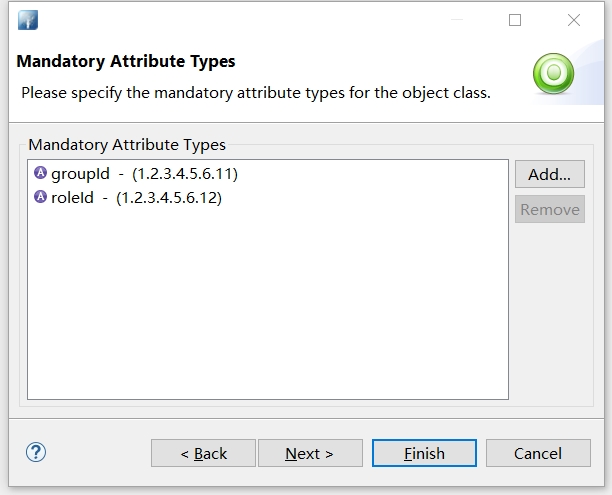 Mandatory Attribute Types
Please specify the mandatory attribute types for the object class.
Mandatory Attribute Types
groupId - (1.2.3.4.5.6.11)
roleId - (1.2.3.4.5.6.12)
Add...
Remove
< Back
Next >
Finish
Cancel